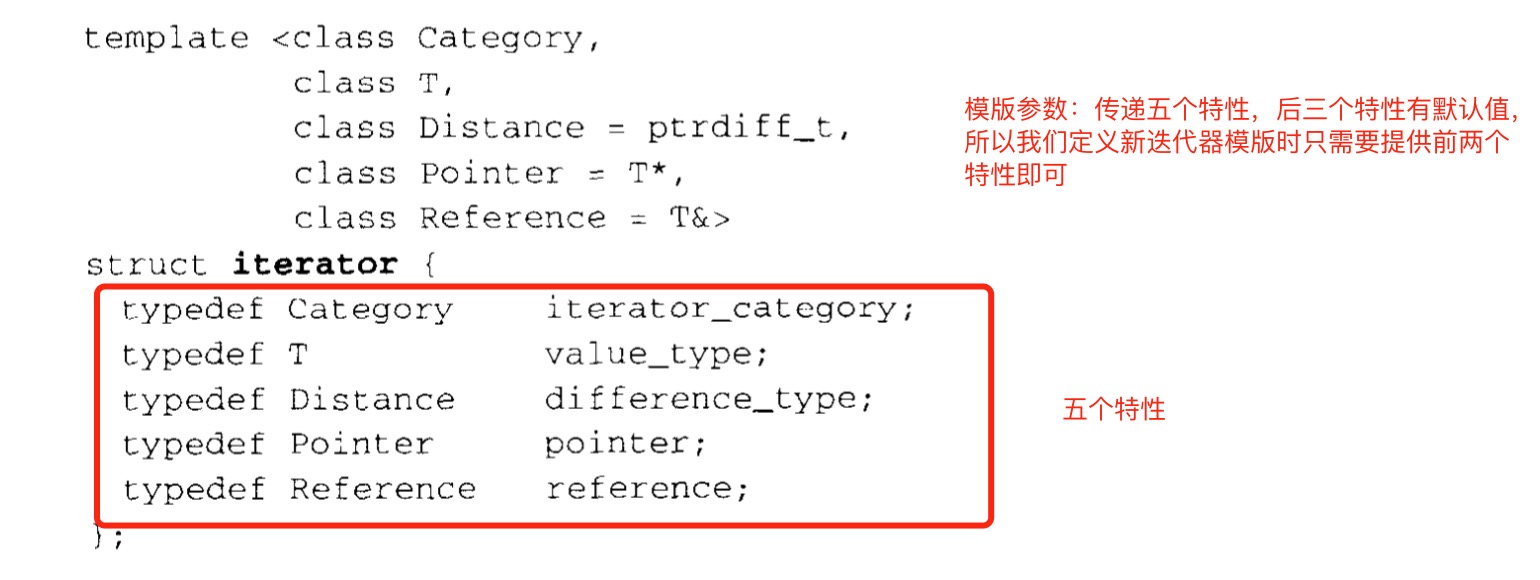 template <class Category,
class T,
class Distance = ptrdiff_t,
class Pointer = T*,
class Reference = T&>
struct iterator {
typedef Category iterator_category;
typedef T value_type;
typedef Distance difference_type;
typedef Pointer pointer;
typedef Reference reference;
};
模版参数：传递五个特性，后三个特性有默认值，
所以我们定义新迭代器模版时只需要提供前两个
特性即可
五个特性